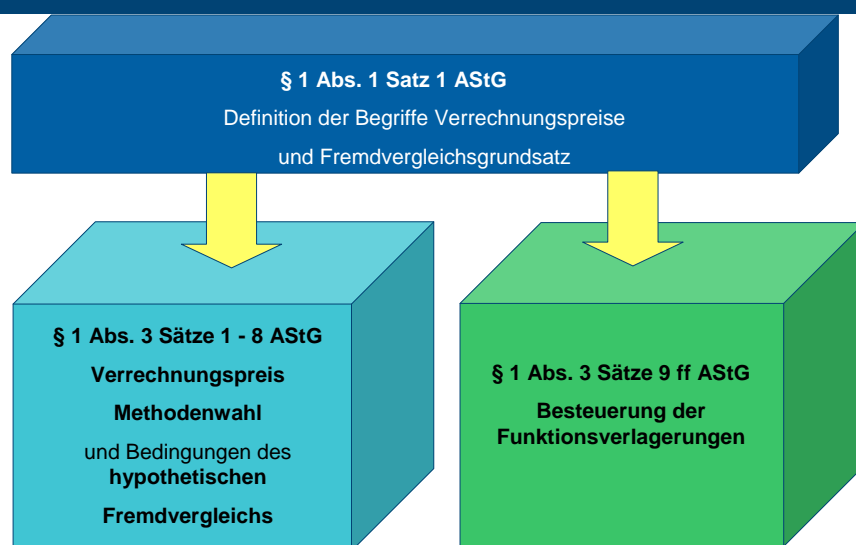 § 1 Abs. 1 Satz 1 AStG
Definition der Begriffe Verrechnungspreise
und Fremdvergleichsgrundsatz
§ 1 Abs. 3 Sätze 1 - 8 AStG
Verrechnungspreis
Methodenwahl
und Bedingungen des
hypothetischen
Fremdvergleichs
§ 1 Abs. 3 Sätze 9 ff AStG
Besteuerung der
Funktionsverlagerungen